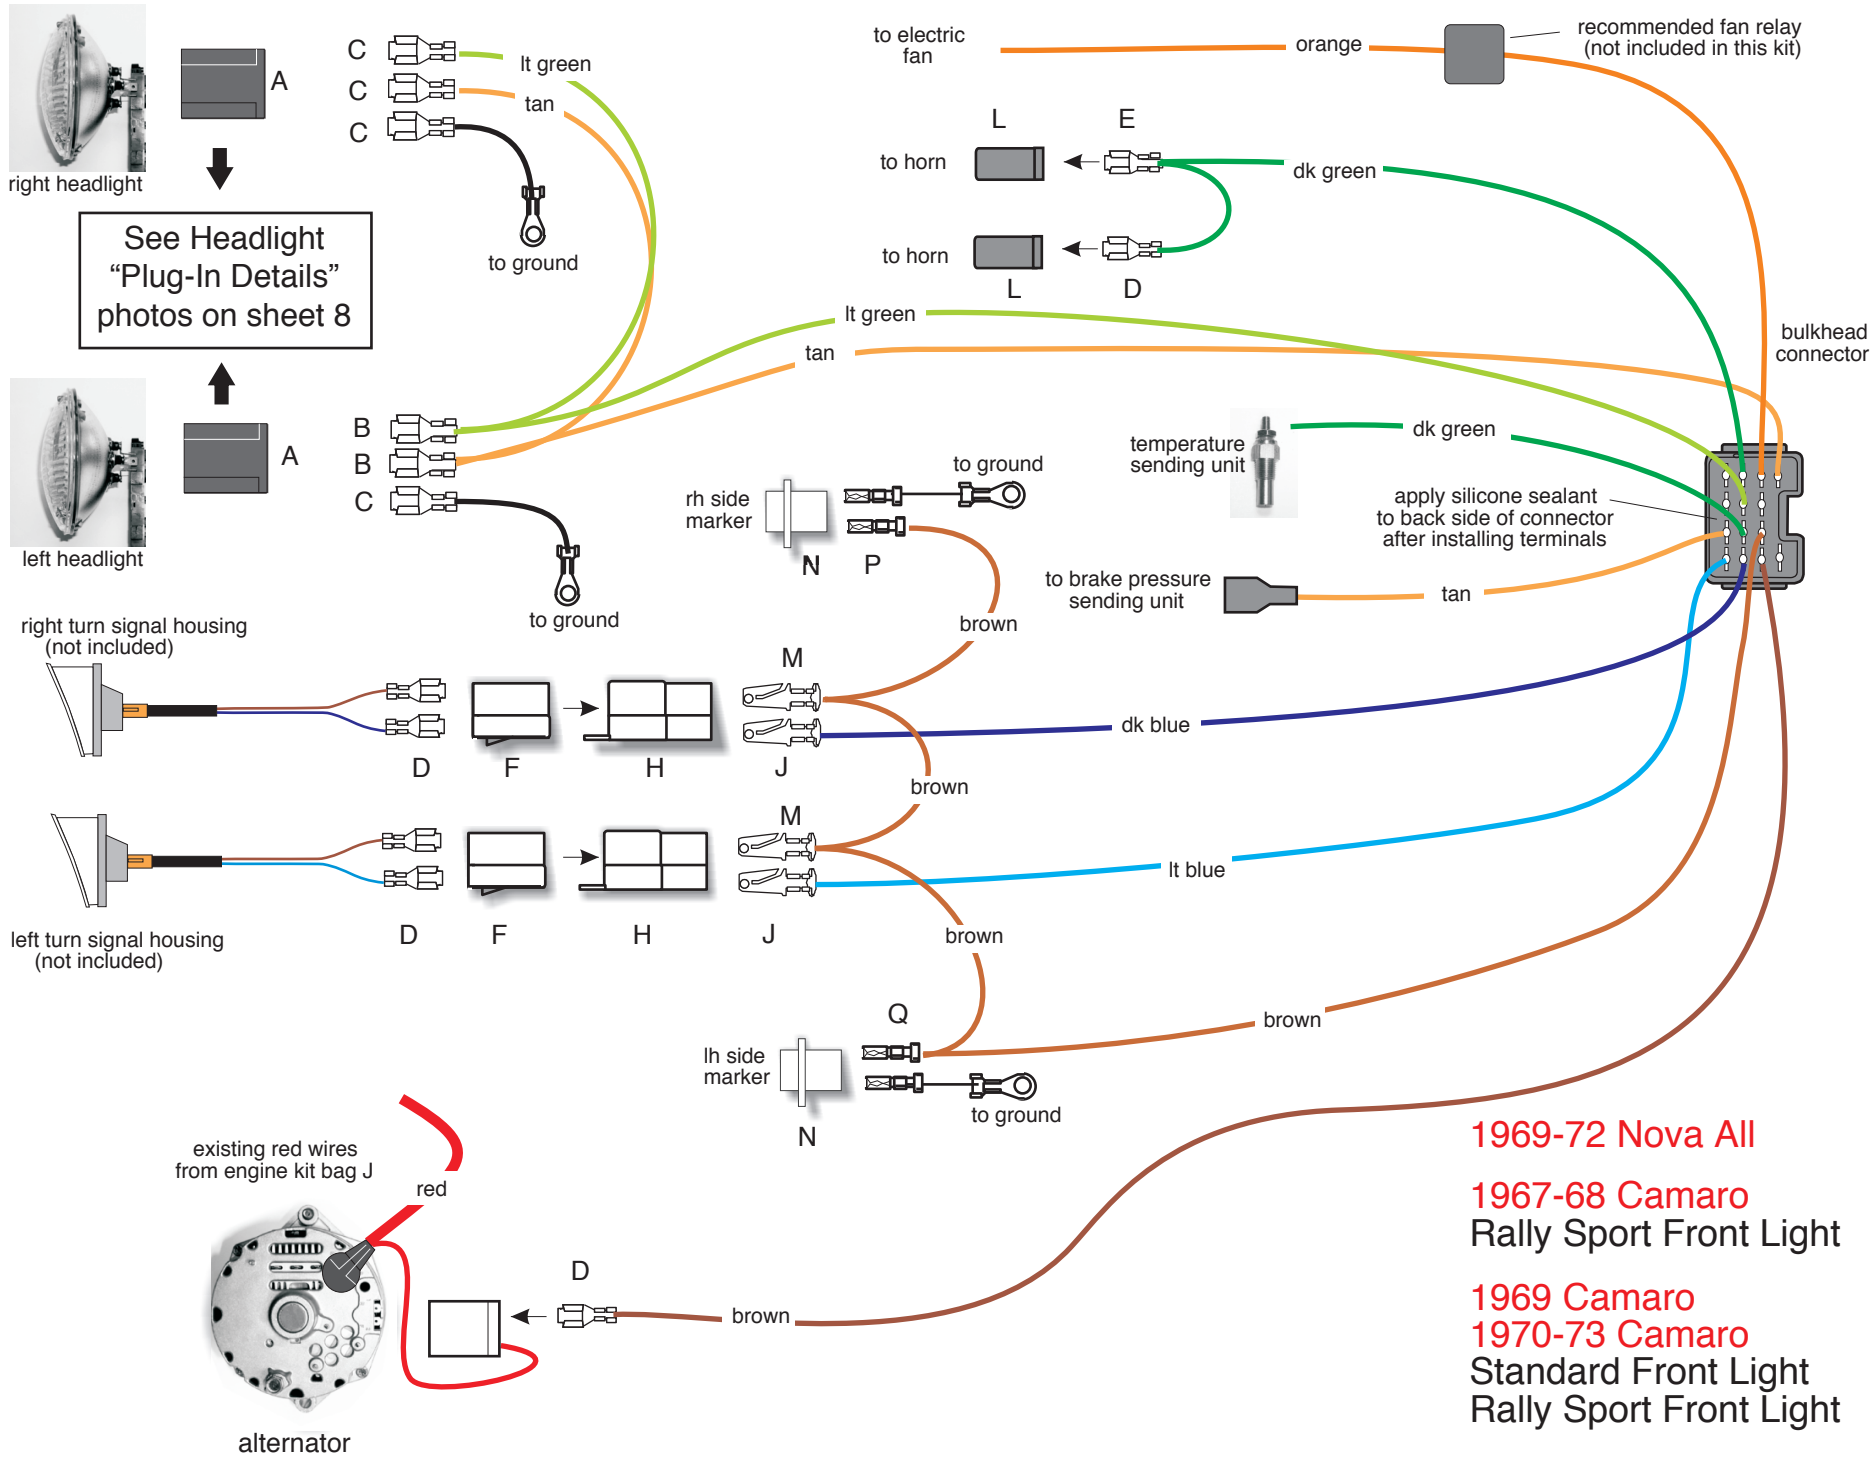 right headlight
A
See Headlight
“Plug-In Details”
photos on sheet 8
A
left headlight
C
C
C
lt green
tan
to ground
B
B
C
to ground
to electric
fan
orange
recommended fan relay
(not included in this kit)
L
E
to horn
dk green
to horn
L
D
lt green
tan
bulkhead
connector
temperature
sending unit
dk green
apply silicone sealant
to back side of connector
after installing terminals
to brake pressure
sending unit
tan
rh side
marker
to ground
N
P
brown
right turn signal housing
(not included)
D
F
H
M
J
dk blue
brown
left turn signal housing
(not included)
D
F
H
M
J
lt blue
brown
Q
lh side
marker
N
to ground
brown
existing red wires
from engine kit bag J
red
D
brown
alternator
1969-72 Nova All
1967-68 Camaro
Rally Sport Front Light
1969 Camaro
1970-73 Camaro
Standard Front Light
Rally Sport Front Light